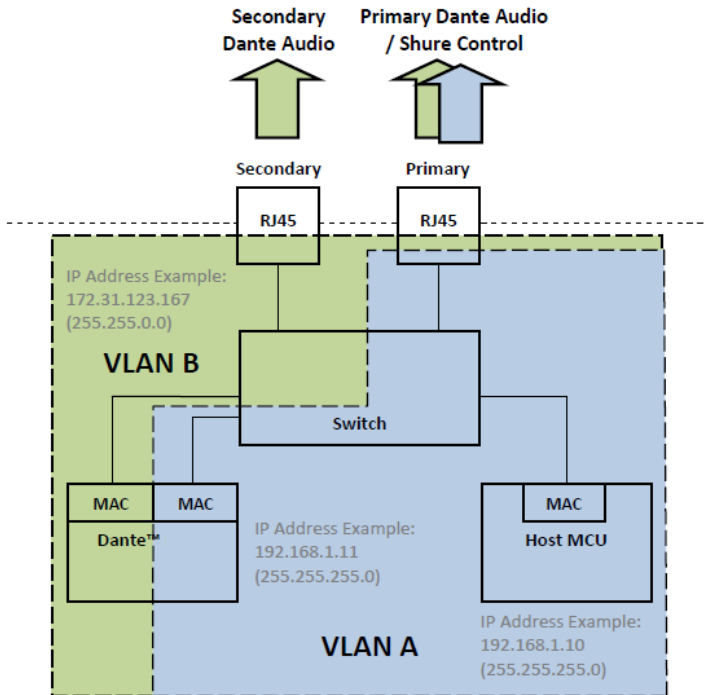 Secondary
Dante Audio
Primary Dante Audio
/ Shure Control
Secondary
Primary
RJ45
RJ45
IP Address Example:
172.31.123.167
(255.255.0.0)
VLAN B
Switch
MAC
MAC
Dante™
IP Address Example:
192.168.1.11
(255.255.255.0)
MAC
Host MCU
IP Address Example:
192.168.1.10
(255.255.255.0)
VLAN A